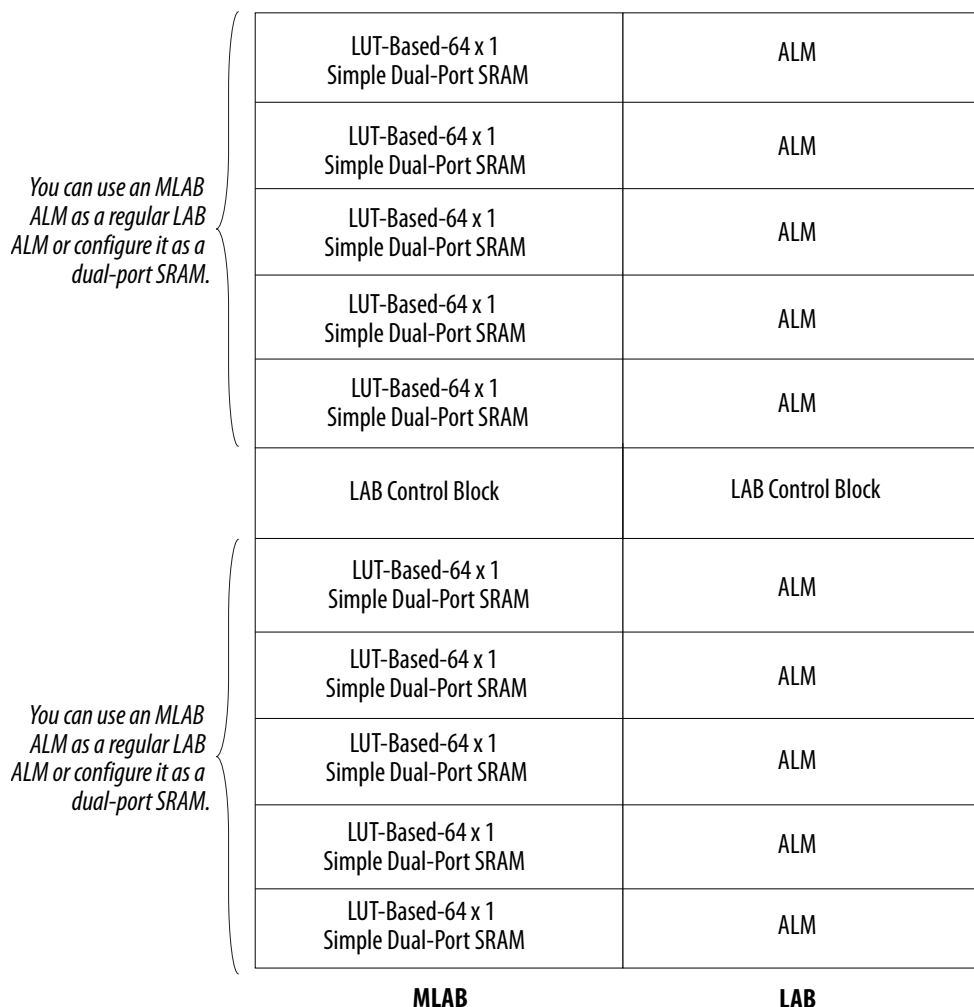 LUT-Based-64 x 1
Simple Dual-Port SRAM
ALM
LUT-Based-64 x 1
Simple Dual-Port SRAM
ALM
You can use an MLAB
ALM as a regular LAB
ALM or configure it as a
dual-port SRAM.
LUT-Based-64 x 1
Simple Dual-Port SRAM
ALM
LUT-Based-64 x 1
Simple Dual-Port SRAM
ALM
LUT-Based-64 x 1
Simple Dual-Port SRAM
ALM
LAB Control Block
LAB Control Block
LUT-Based-64 x 1
Simple Dual-Port SRAM
ALM
LUT-Based-64 x 1
Simple Dual-Port SRAM
ALM
You can use an MLAB
ALM as a regular LAB
ALM or configure it as a
dual-port SRAM.
LUT-Based-64 x 1
Simple Dual-Port SRAM
ALM
LUT-Based-64 x 1
Simple Dual-Port SRAM
ALM
LUT-Based-64 x 1
Simple Dual-Port SRAM
ALM
MLAB
LAB